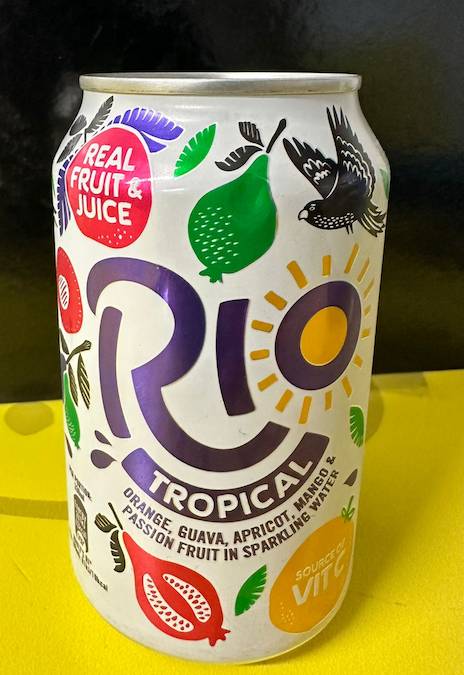 REAL
FRUIT &
JUICE
RIO
TROPICAL
ORANGE, GUAVA, APRICOT, MANGO &
PASSION FRUIT IN SPARKLING WATER
SOURCE OF
VIT C